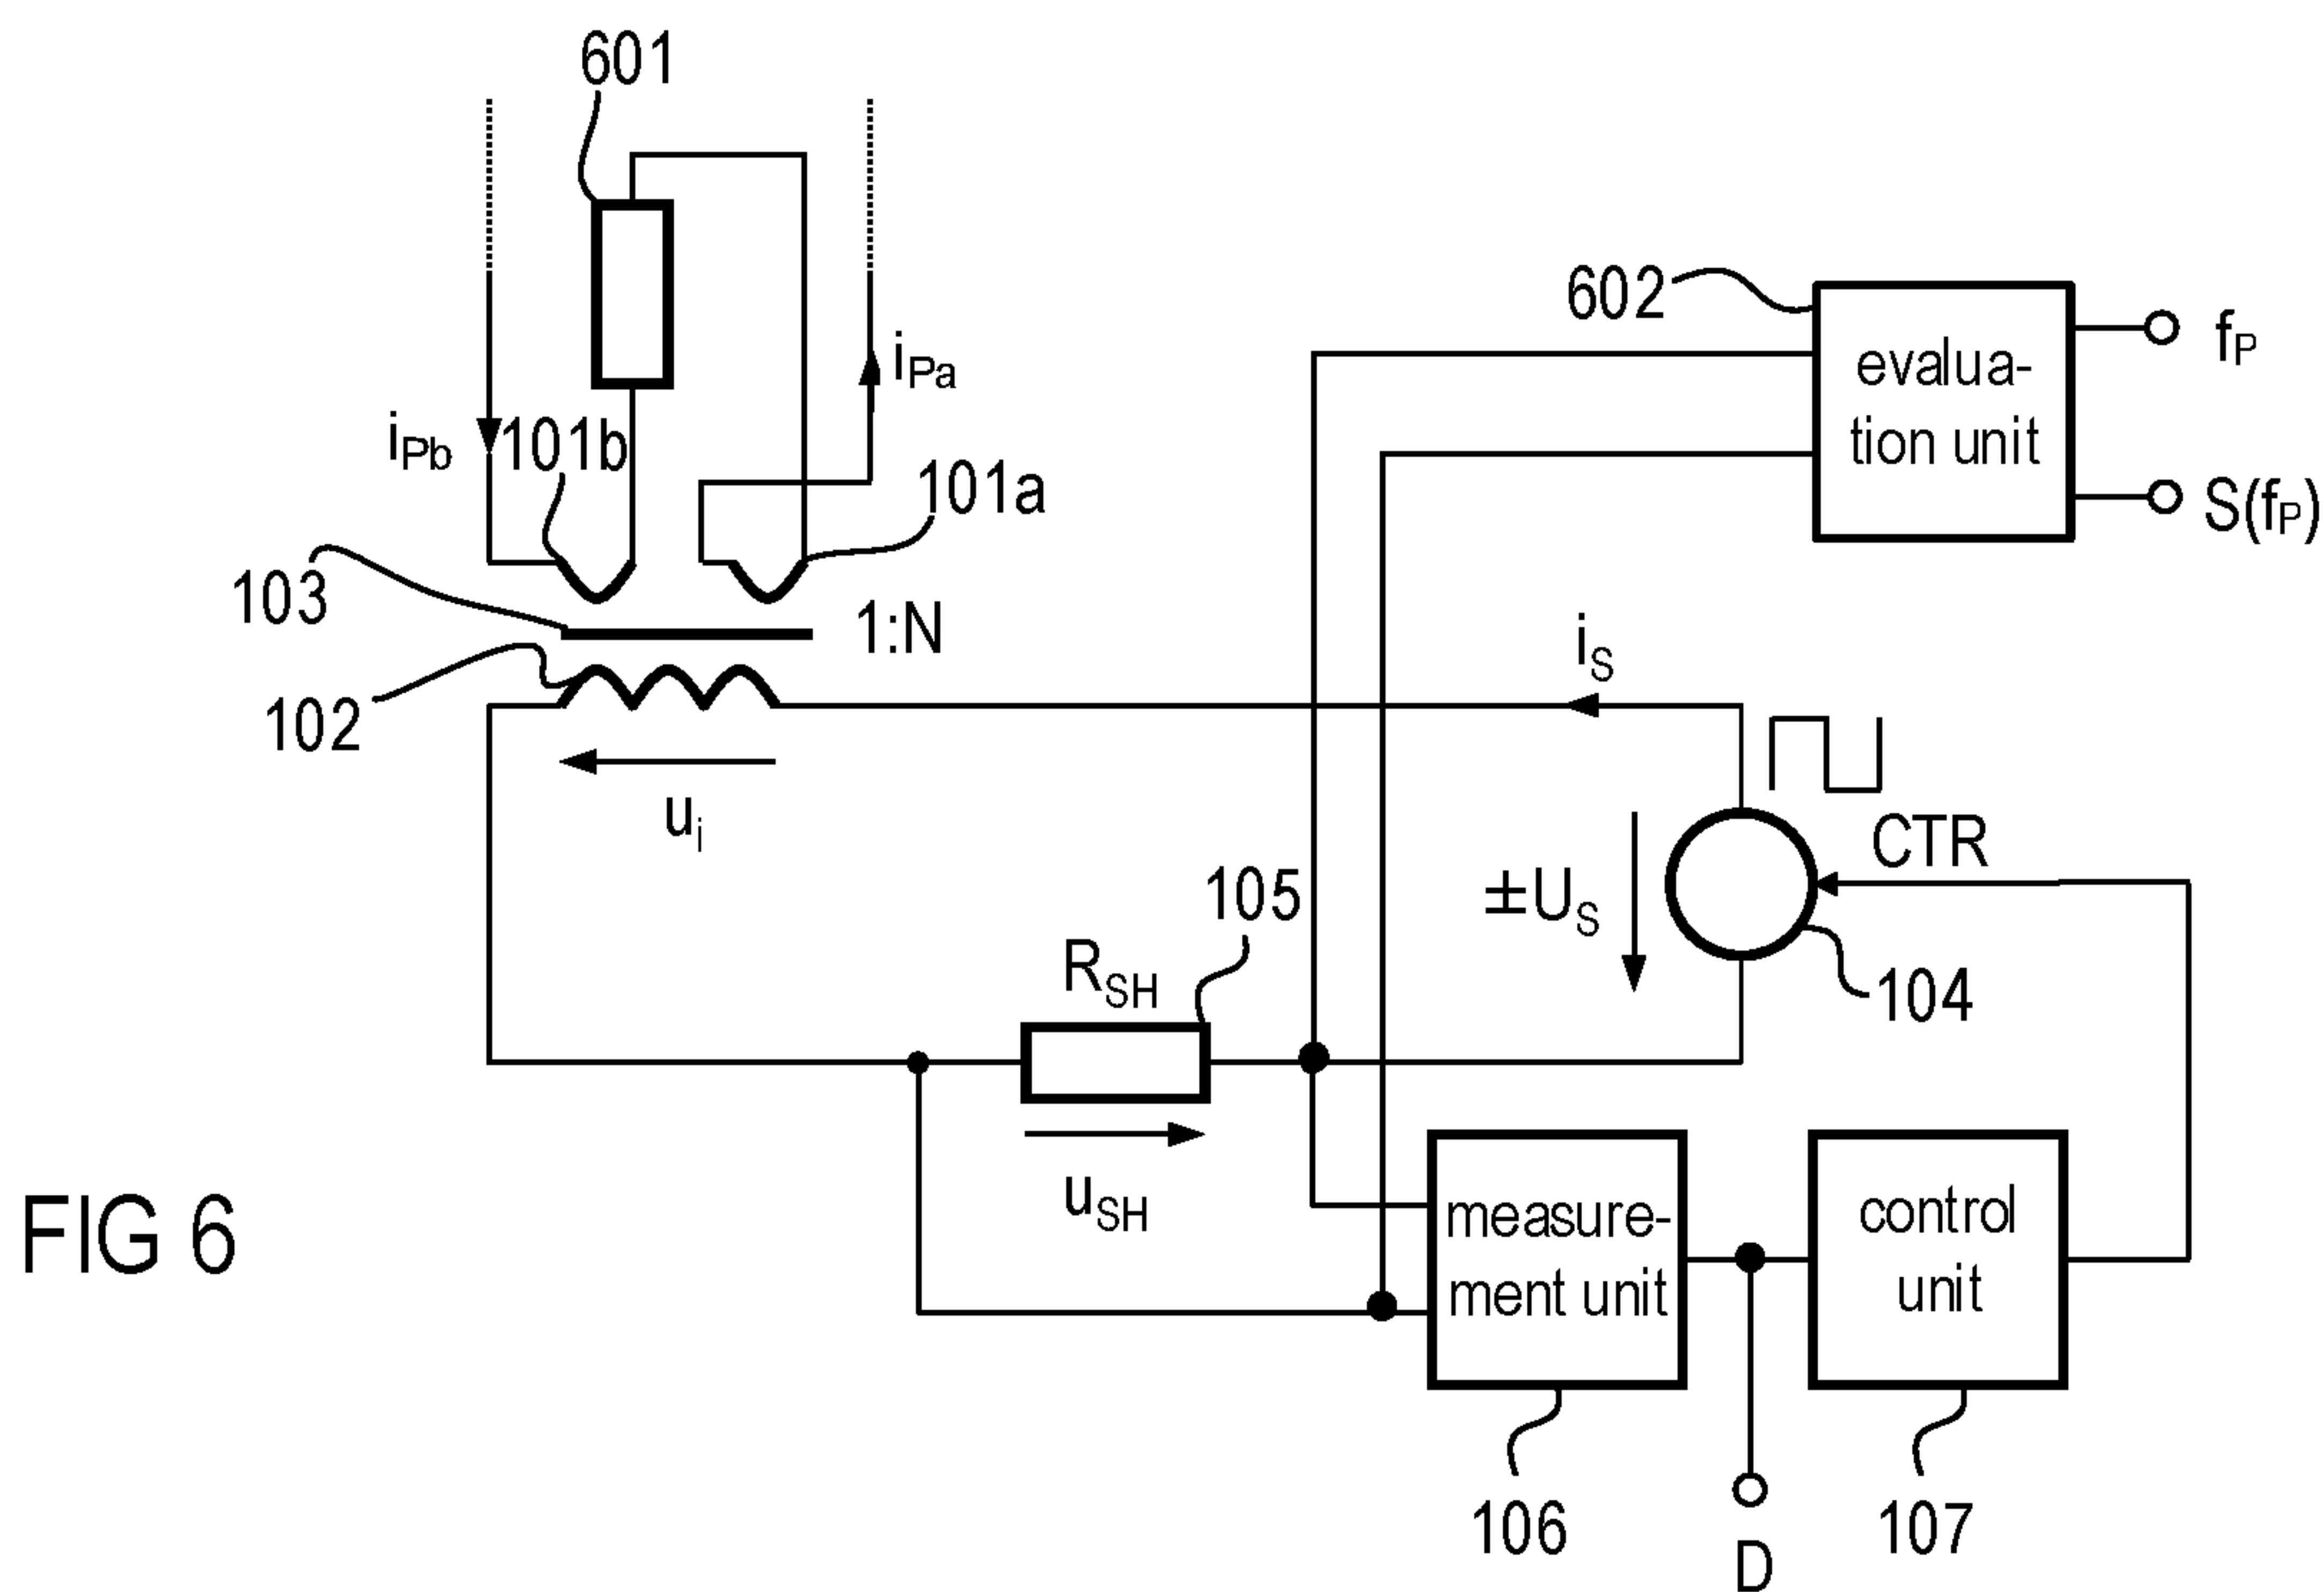 601
602
evalua-
tion unit
fP
S(fP)
iPa
iPb
101b
101a
103
1:N
102
iS
ui
CTR
±US
105
RSH
104
uSH
measure-
ment unit
control
unit
FIG 6
106
107
D